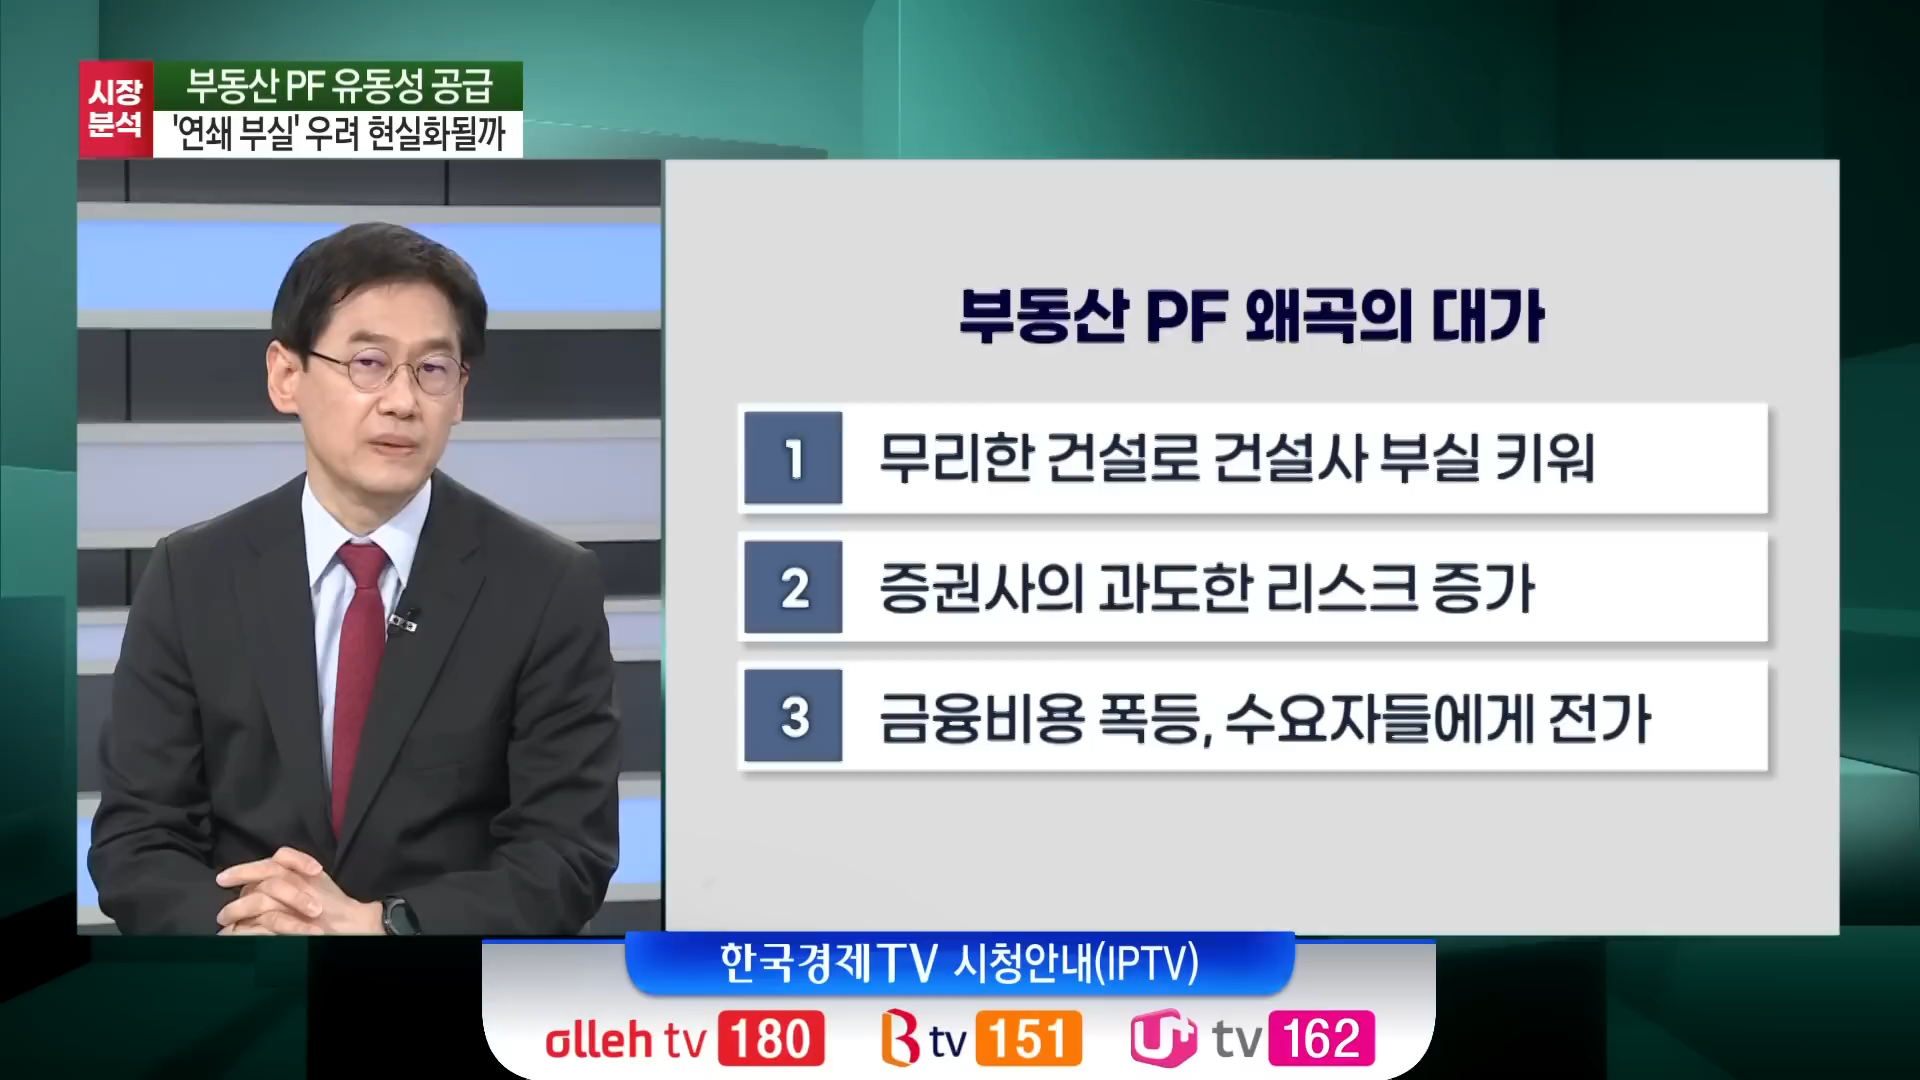 시장
분석
부동산 PF 유동성 공급
'연쇄 부실' 우려 현실화될까
부동산 PF 왜곡의 대가
1 무리한 건설로 건설사 부실 키워
2 증권사의 과도한 리스크 증가
3 금융비용 폭등, 수요자들에게 전가
한국경제TV 시청안내(IPTV)
olleh tv 180 B tv 151 U+ tv 162